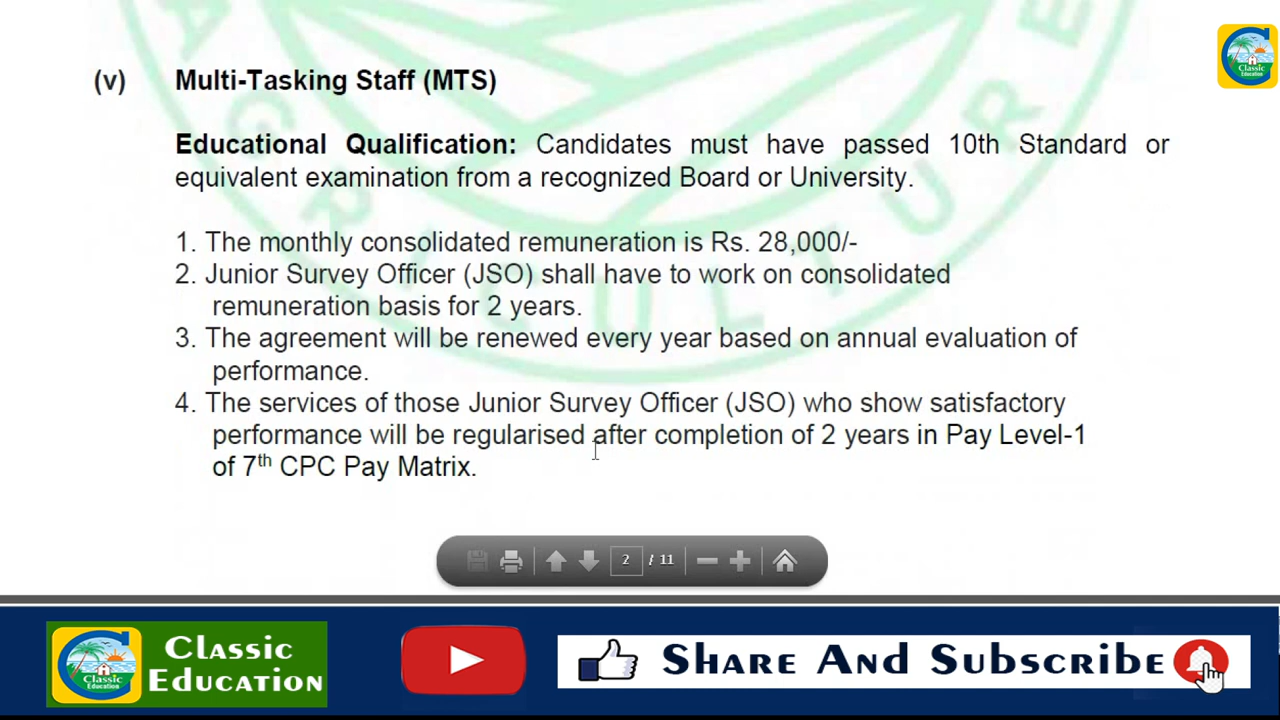 (v) Multi-Tasking Staff (MTS)
Educational Qualification: Candidates must have passed 10th Standard or
equivalent examination from a recognized Board or University.
1. The monthly consolidated remuneration is Rs. 28,000/-
2. Junior Survey Officer (JSO) shall have to work on consolidated
remuneration basis for 2 years.
3. The agreement will be renewed every year based on annual evaluation of
performance.
4. The services of those Junior Survey Officer (JSO) who show satisfactory
performance will be regularised after completion of 2 years in Pay Level-1
of 7th CPC Pay Matrix.
AGRICULTURE
Classic
Education
2 / 11
Classic
Education
Classic
Education
Share And Subscribe